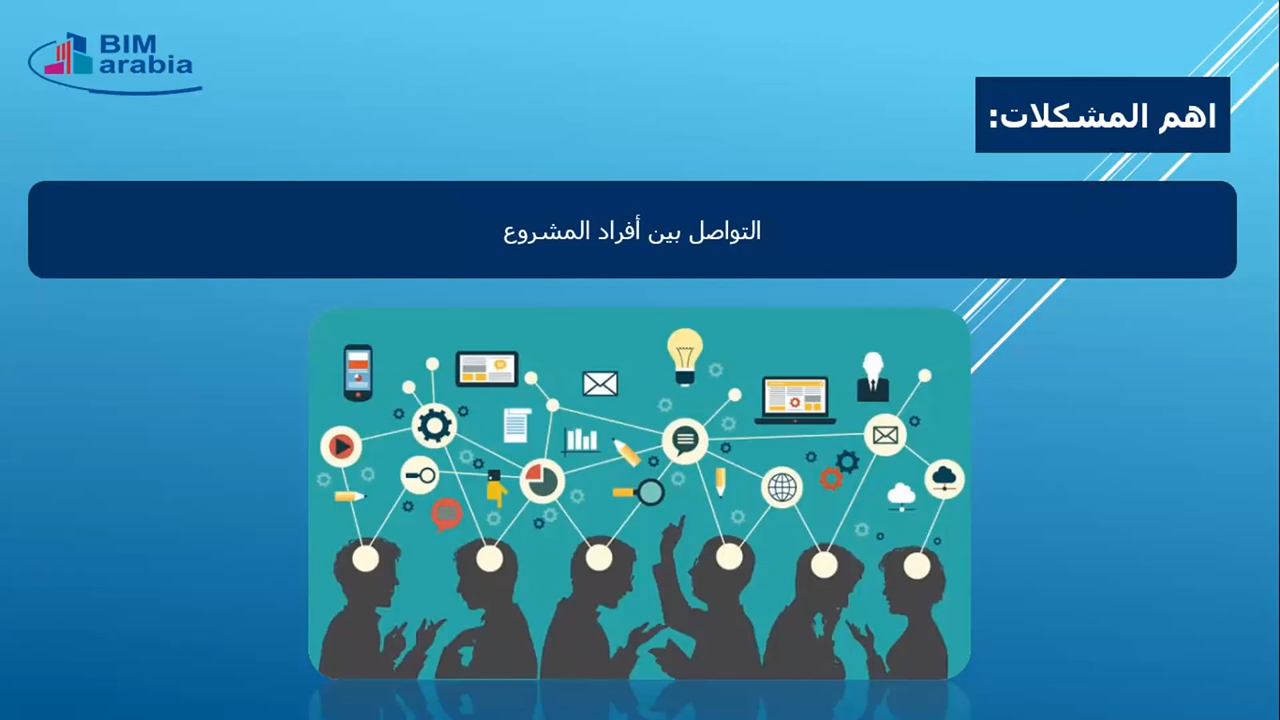 BIM
arabia
اهم المشكلات:
التواصل بين أفراد المشروع